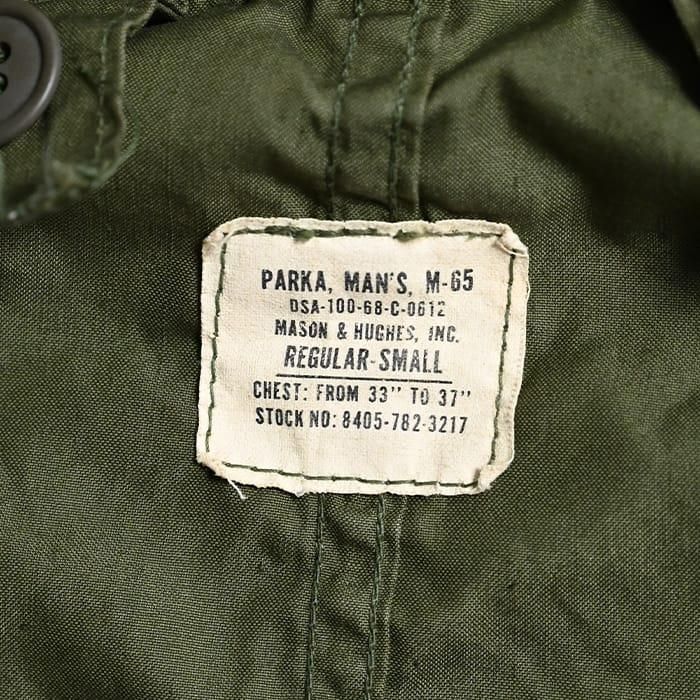 PARKA, MAN'S, M-65
DSA-100-68-C-0612
MASON & HUGHES, INC.
REGULAR-SMALL
CHEST: FROM 33" TO 37"
STOCK NO: 8405-782-3217